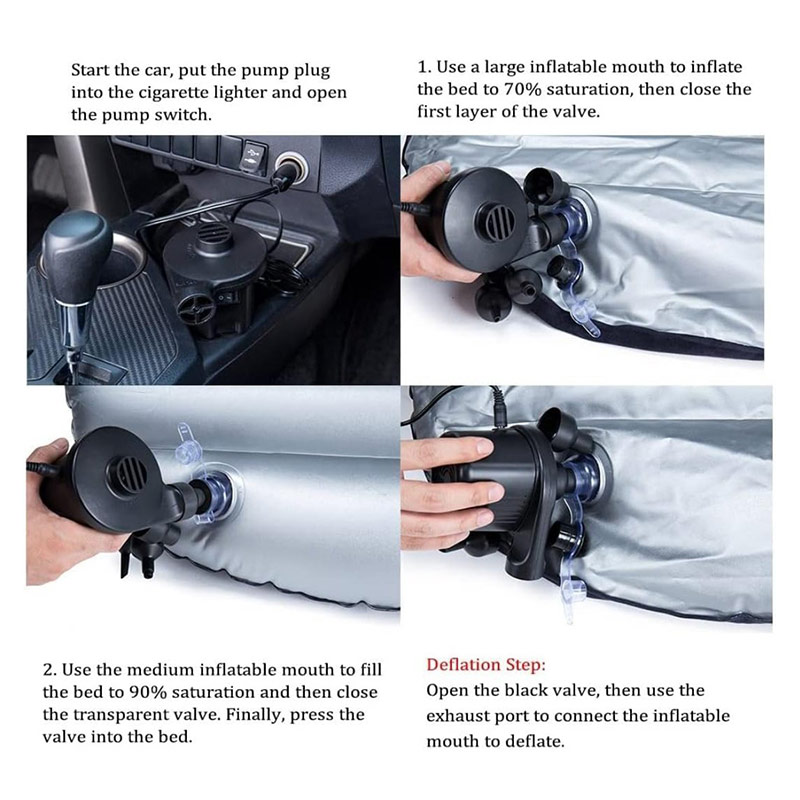 Start the car, put the pump plug
into the cigarette lighter and open
the pump switch.
1. Use a large inflatable mouth to inflate
the bed to 70% saturation, then close the
first layer of the valve.
2. Use the medium inflatable mouth to fill
the bed to 90% saturation and then close
the transparent valve. Finally, press the
valve into the bed.
Deflation Step:
Open the black valve, then use the
exhaust port to connect the inflatable
mouth to deflate.